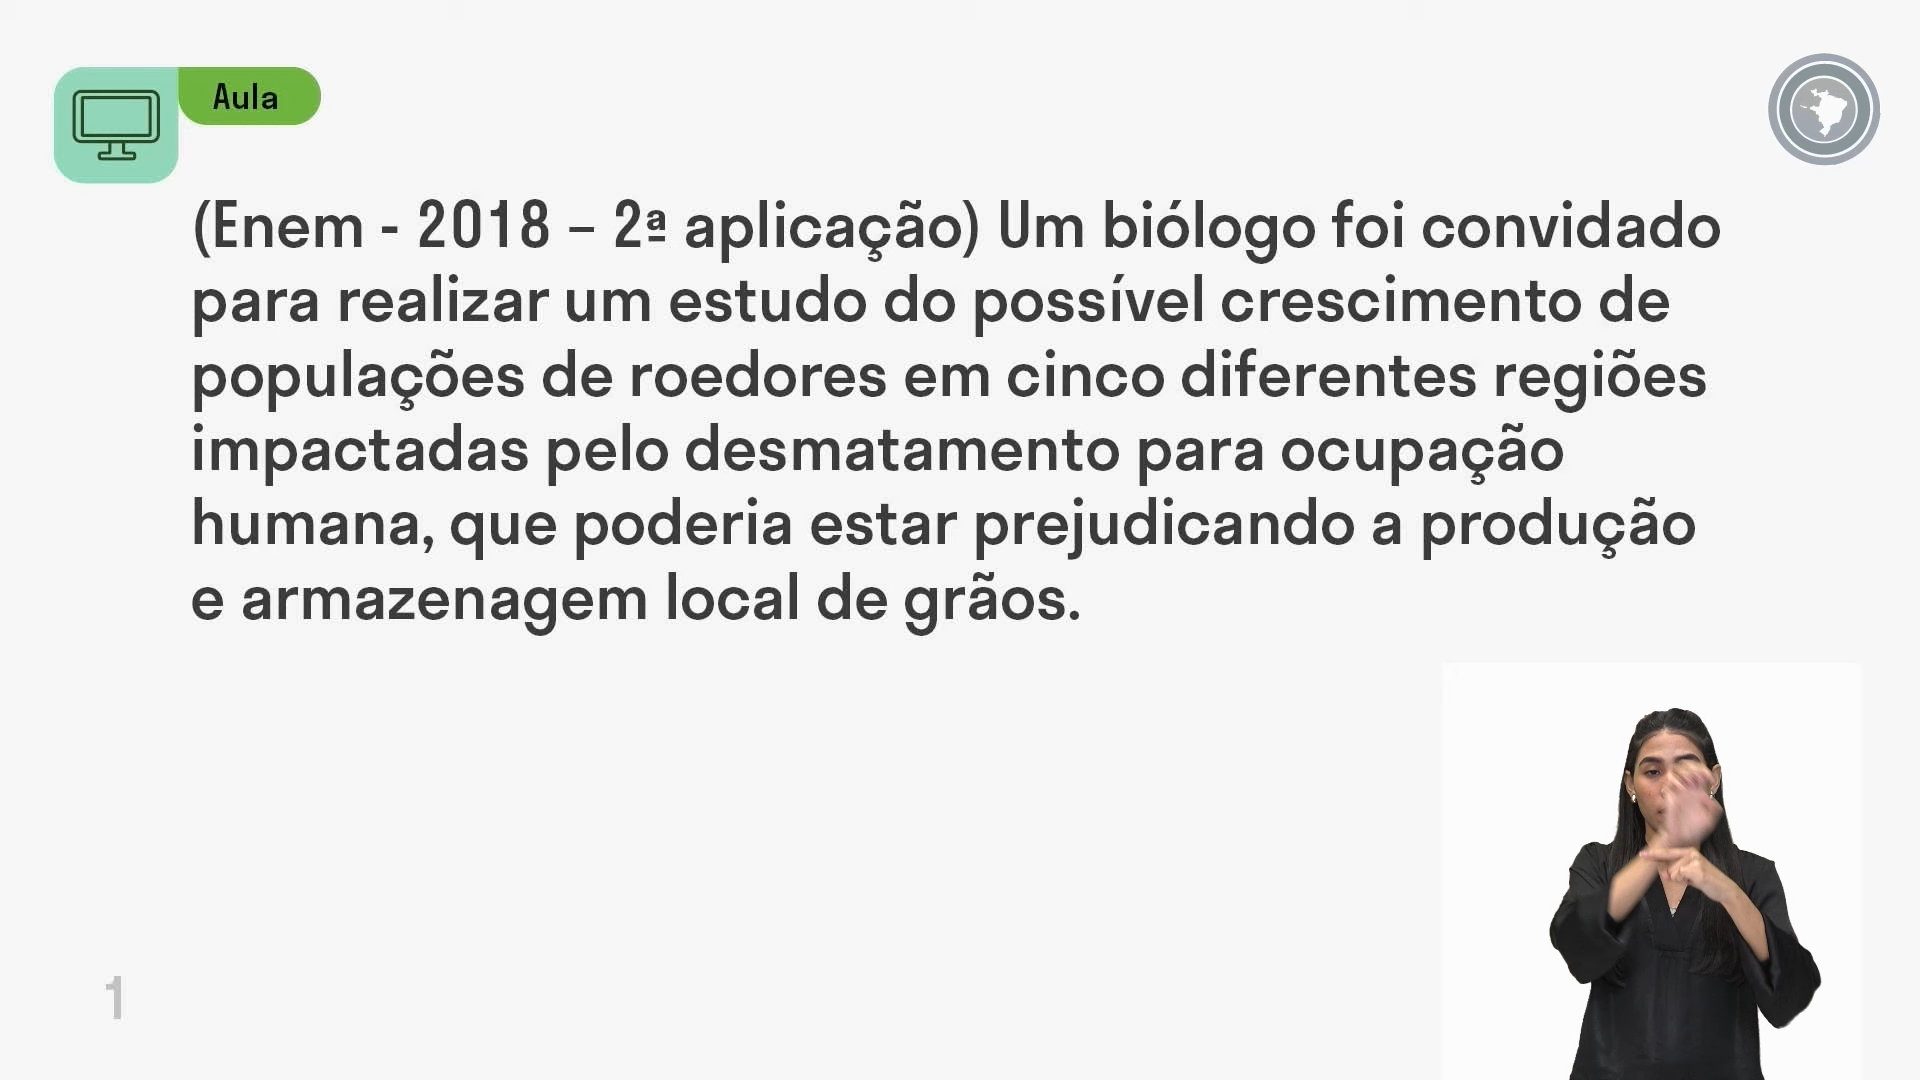 Aula
(Enem - 2018 – 2ª aplicação) Um biólogo foi convidado
para realizar um estudo do possível crescimento de
populações de roedores em cinco diferentes regiões
impactadas pelo desmatamento para ocupação
humana, que poderia estar prejudicando a produção
e armazenagem local de grãos.
1